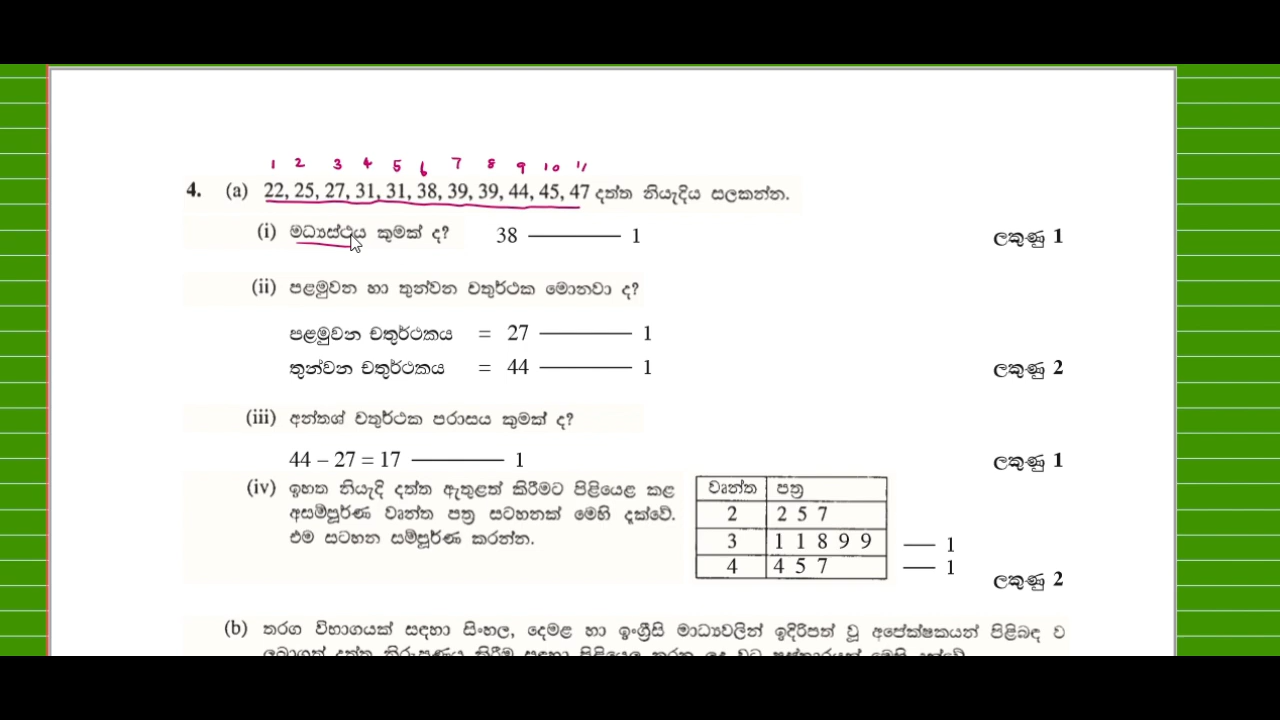 1 2 3 4 5 6 7 8 9 10 11
4. (a) 22, 25, 27, 31, 31, 38, 39, 39, 44, 45, 47 දත්ත නියැදිය සලකන්න.
(i) මධ්‍යස්ථය කුමක් ද? 38 ——— 1 ලකුණු 1
(ii) පළමුවන හා තුන්වන චතුර්ථක මොනවා ද?
පළමුවන චතුර්ථකය = 27 ——— 1
තුන්වන චතුර්ථකය = 44 ——— 1 ලකුණු 2
(iii) අන්තශ් චතුර්ථක පරාසය කුමක් ද?
44 – 27 = 17 ——— 1 ලකුණු 1
(iv) ඉහත නියැදි දත්ත ඇතුළත් කිරීමට පිළියෙළ කළ
අසම්පූර්ණ වෘන්ත පත්‍ර සටහනක් මෙහි දැක්වේ.
එම සටහන සම්පූර්ණ කරන්න.
වෘන්ත පත්‍ර
2 2 5 7
3 1 1 8 9 9 — 1
4 4 5 7 — 1
ලකුණු 2
(b) තරග විභාගයක් සඳහා සිංහල, දෙමළ හා ඉංග්‍රීසි මාධ්‍යවලින් ඉදිරිපත් වූ අපේක්ෂකයන් පිළිබඳ ව